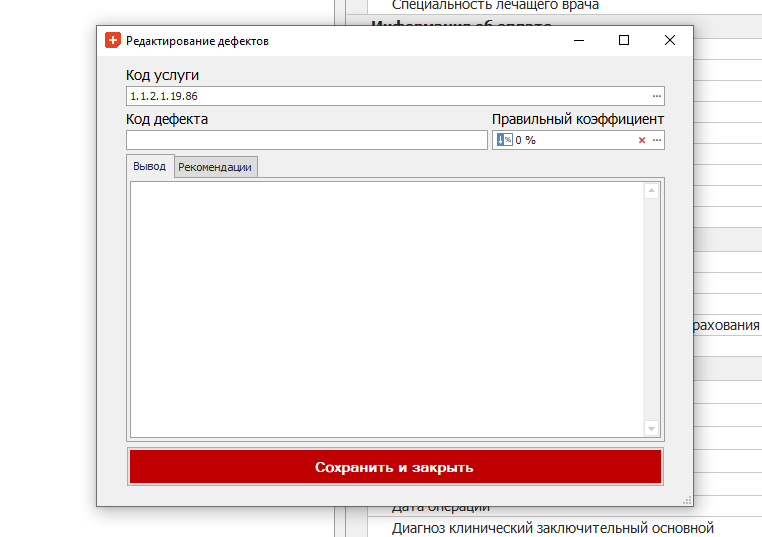 Специальность лечащего врача
Информация об оплате
Редактирование дефектов
Код услуги
1.1.2.1.19.86
Код дефекта
Правильный коэффициент
0 %
Вывод
Рекомендации
рахования
Сохранить и закрыть
Дата операции
Диагноз клинический заключительный основной